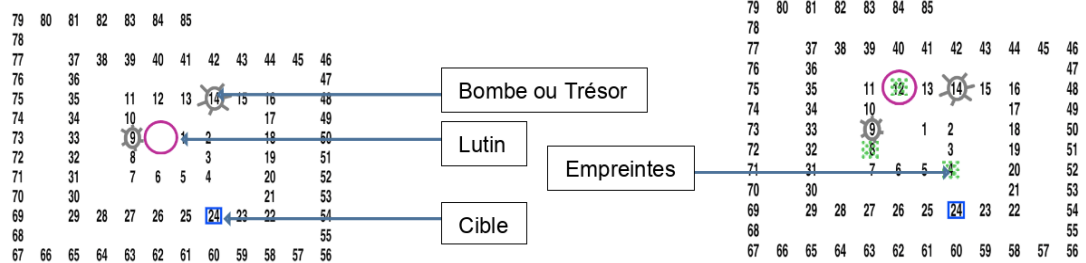 79 80 81 82 83 84 85
78
77 37 38 39 40 41 42 43 44 45 46
76 36 47
75 35 11 12 13 14 15 16 48
74 34 10 17 49
73 33 9 1 2 18 50
72 32 8 3 19 51
71 31 7 6 5 4 20 52
70 30 21 53
69 29 28 27 26 25 24 23 22 54
68 55
67 66 65 64 63 62 61 60 59 58 57 56
Bombe ou Trésor
Lutin
Empreintes
Cible
79 80 81 82 83 84 85
78
77 37 38 39 40 41 42 43 44 45 46
76 36 47
75 35 11 12 13 14 15 16 48
74 34 10 17 49
73 33 9 1 2 18 50
72 32 8 3 19 51
71 31 7 6 5 4 20 52
70 30 21 53
69 29 28 27 26 25 24 23 22 54
68 55
67 66 65 64 63 62 61 60 59 58 57 56